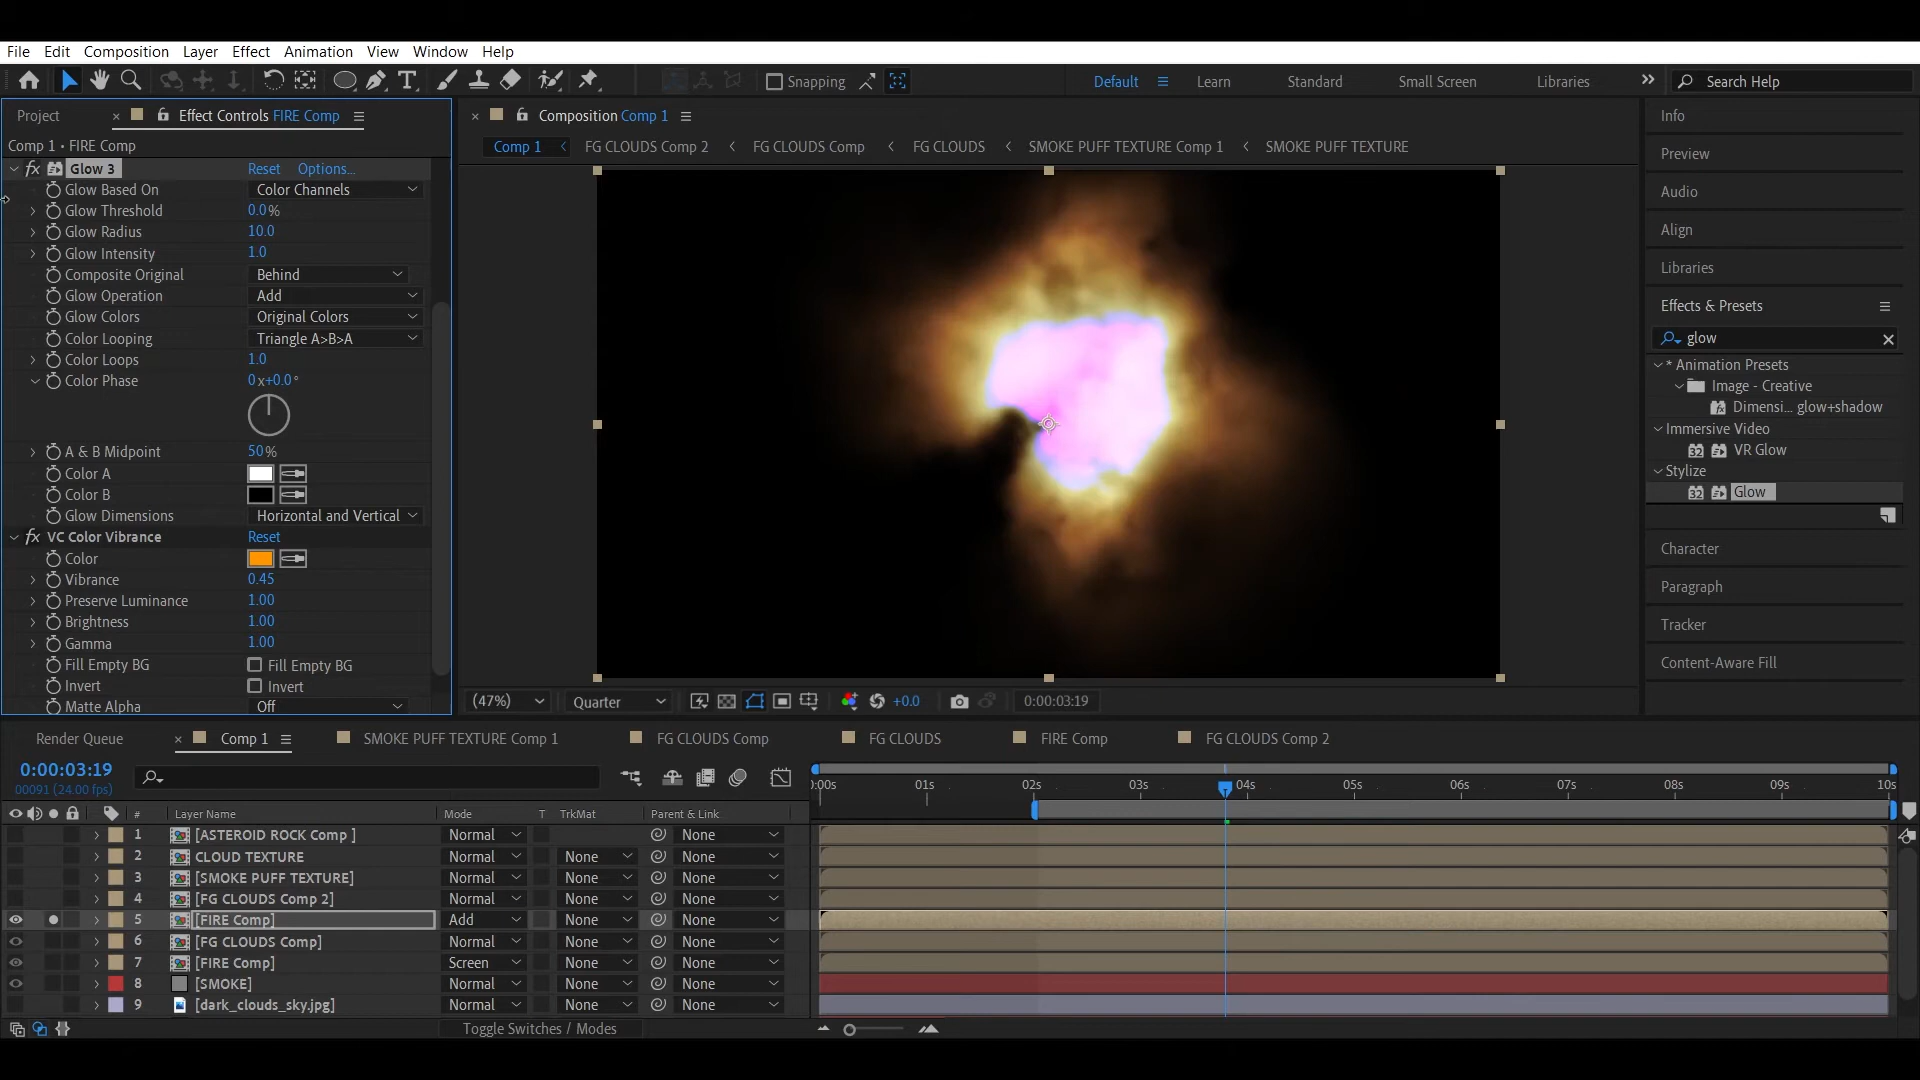 File Edit Composition Layer Effect Animation View Window Help
Snapping Default Learn Standard Small Screen Libraries Search Help
Project Effect Controls FIRE Comp
Comp 1 • FIRE Comp
fx Glow 3 Reset Options...
Glow Based On Color Channels
Glow Threshold 0.0%
Glow Radius 10.0
Glow Intensity 1.0
Composite Original Behind
Glow Operation Add
Glow Colors Original Colors
Color Looping Triangle A>B>A
Color Loops 1.0
Color Phase 0x+0.0°
A & B Midpoint 50%
Color A
Color B
Glow Dimensions Horizontal and Vertical
fx VC Color Vibrance Reset
Color
Vibrance 0.45
Preserve Luminance 1.00
Brightness 1.00
Gamma 1.00
Fill Empty BG Fill Empty BG
Invert Invert
Matte Alpha Off
Composition Comp 1
Comp 1 FG CLOUDS Comp 2 FG CLOUDS Comp FG CLOUDS SMOKE PUFF TEXTURE Comp 1 SMOKE PUFF TEXTURE
(47%) Quarter +0.0 0:00:03:19
Info
Preview
Audio
Align
Libraries
Effects & Presets
glow
* Animation Presets
Image - Creative
Dimensi... glow+shadow
Immersive Video
32 VR Glow
Stylize
32 Glow
Character
Paragraph
Tracker
Content-Aware Fill
Render Queue Comp 1 SMOKE PUFF TEXTURE Comp 1 FG CLOUDS Comp FG CLOUDS FIRE Comp FG CLOUDS Comp 2
0:00:03:19
00091 (24.00 fps)
:00s 01s 02s 03s 04s 05s 06s 07s 08s 09s 10s
# Layer Name Mode T TrkMat Parent & Link
1 [ASTEROID ROCK Comp ] Normal None
2 CLOUD TEXTURE Normal None None
3 [SMOKE PUFF TEXTURE] Normal None None
4 [FG CLOUDS Comp 2] Normal None None
5 [FIRE Comp] Add None None
6 [FG CLOUDS Comp] Normal None None
7 [FIRE Comp] Screen None None
8 [SMOKE] Normal None None
9 [dark_clouds_sky.jpg] Normal None None
Toggle Switches / Modes